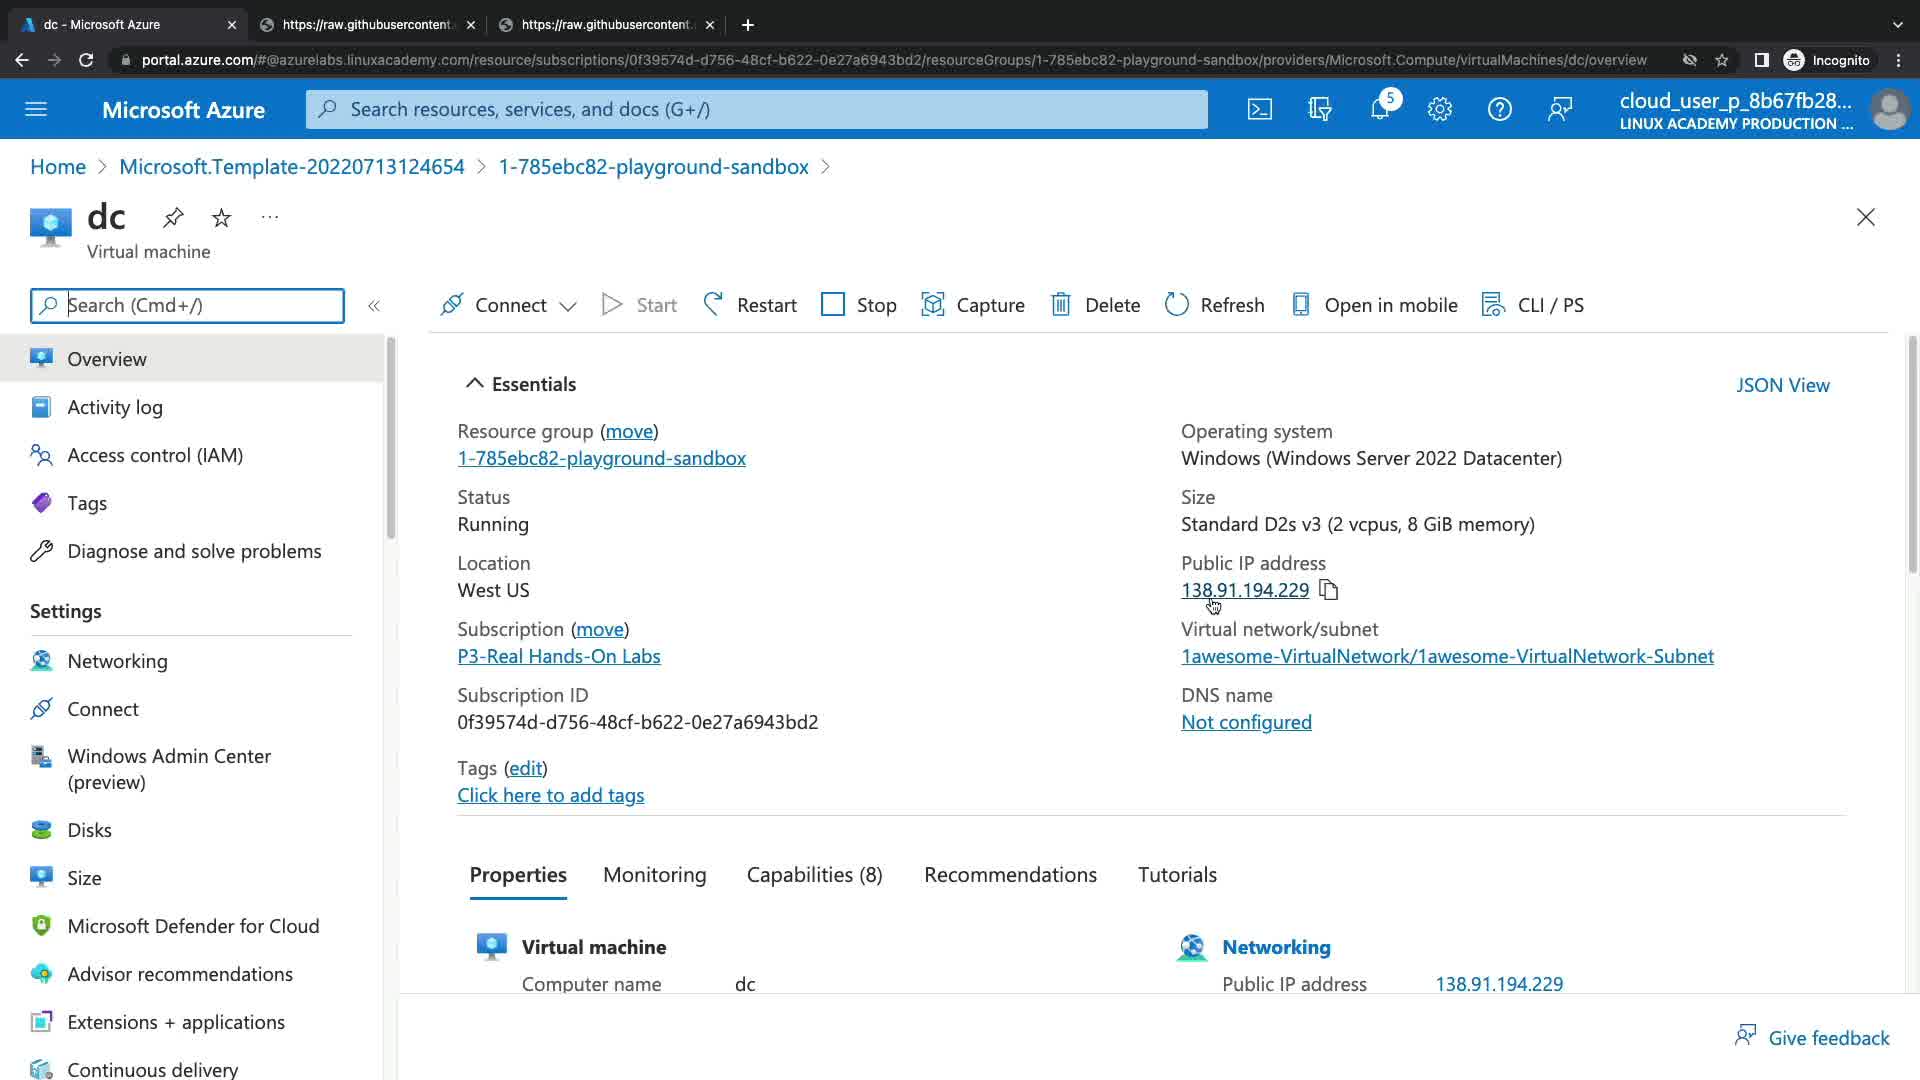 dc - Microsoft Azure
https://raw.githubusercontent.
https://raw.githubusercontent.
portal.azure.com/#@azurelabs.linuxacademy.com/resource/subscriptions/0f39574d-d756-48cf-b622-0e27a6943bd2/resourceGroups/1-785ebc82-playground-sandbox/providers/Microsoft.Compute/virtualMachines/dc/overview
Incognito
Microsoft Azure
Search resources, services, and docs (G+/)
5
cloud_user_p_8b67fb28...
LINUX ACADEMY PRODUCTION ...
Home > Microsoft.Template-20220713124654 > 1-785ebc82-playground-sandbox >
dc
Virtual machine
Search (Cmd+/)
Connect
Start
Restart
Stop
Capture
Delete
Refresh
Open in mobile
CLI / PS
Overview
Activity log
Access control (IAM)
Tags
Diagnose and solve problems
Settings
Networking
Connect
Windows Admin Center
(preview)
Disks
Size
Microsoft Defender for Cloud
Advisor recommendations
Extensions + applications
Continuous delivery
Essentials
JSON View
Resource group (move)
1-785ebc82-playground-sandbox
Status
Running
Location
West US
Subscription (move)
P3-Real Hands-On Labs
Subscription ID
0f39574d-d756-48cf-b622-0e27a6943bd2
Tags (edit)
Click here to add tags
Operating system
Windows (Windows Server 2022 Datacenter)
Size
Standard D2s v3 (2 vcpus, 8 GiB memory)
Public IP address
138.91.194.229
Virtual network/subnet
1awesome-VirtualNetwork/1awesome-VirtualNetwork-Subnet
DNS name
Not configured
Properties
Monitoring
Capabilities (8)
Recommendations
Tutorials
Virtual machine
Computer name dc
Networking
Public IP address 138.91.194.229
Give feedback